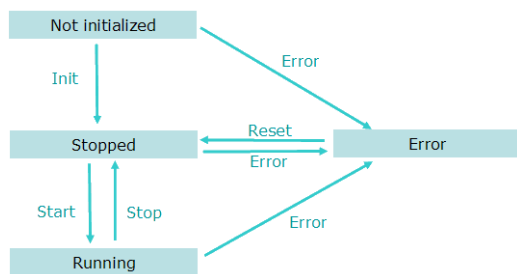 Not initialized
Error
Init
Reset
Stopped
Error
Error
Start
Stop
Error
Running